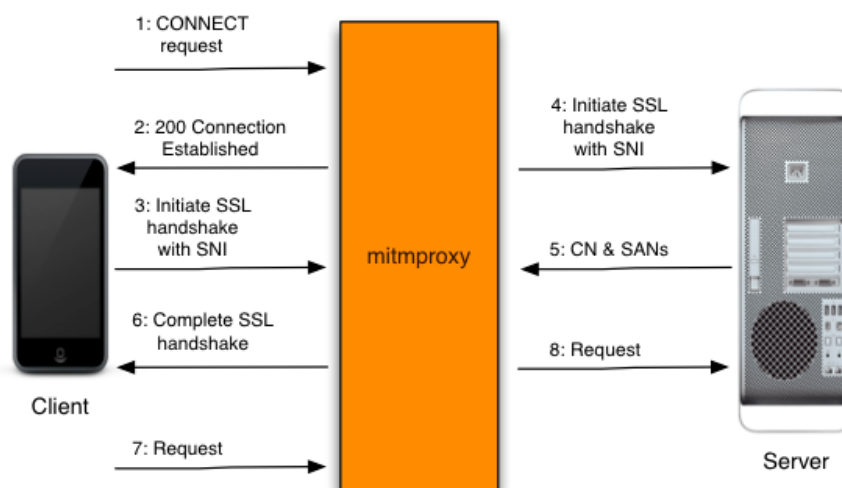 1: CONNECT
request
2: 200 Connection
Established
3: Initiate SSL
handshake
with SNI
4: Initiate SSL
handshake
with SNI
5: CN & SANs
6: Complete SSL
handshake
7: Request
8: Request
mitmproxy
Client
Server